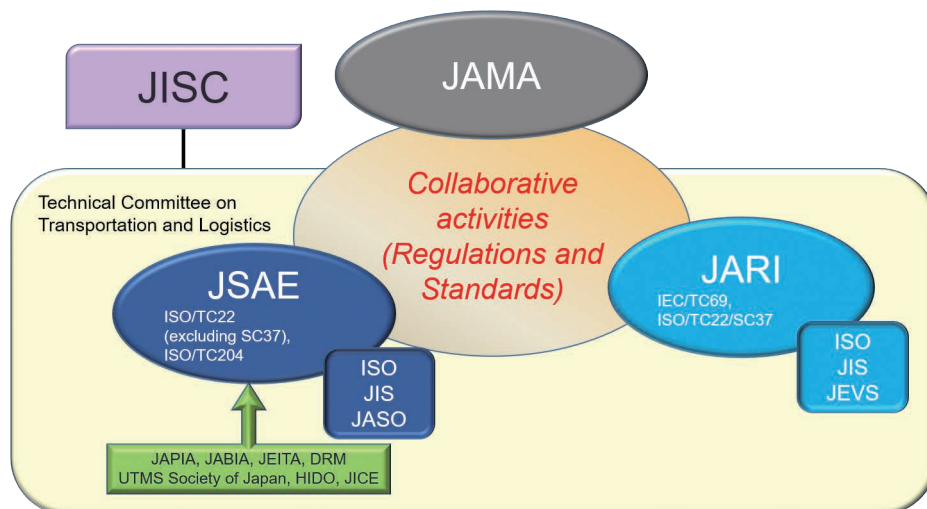 JISC
JAMA
Technical Committee on
Transportation and Logistics
Collaborative
activities
(Regulations and
Standards)
JSAE
ISO/TC22
(excluding SC37),
ISO/TC204
ISO
JIS
JASO
JARI
IEC/TC69,
ISO/TC22/SC37
ISO
JIS
JEVS
JAPIA, JABIA, JEITA, DRM
UTMS Society of Japan, HIDO, JICE